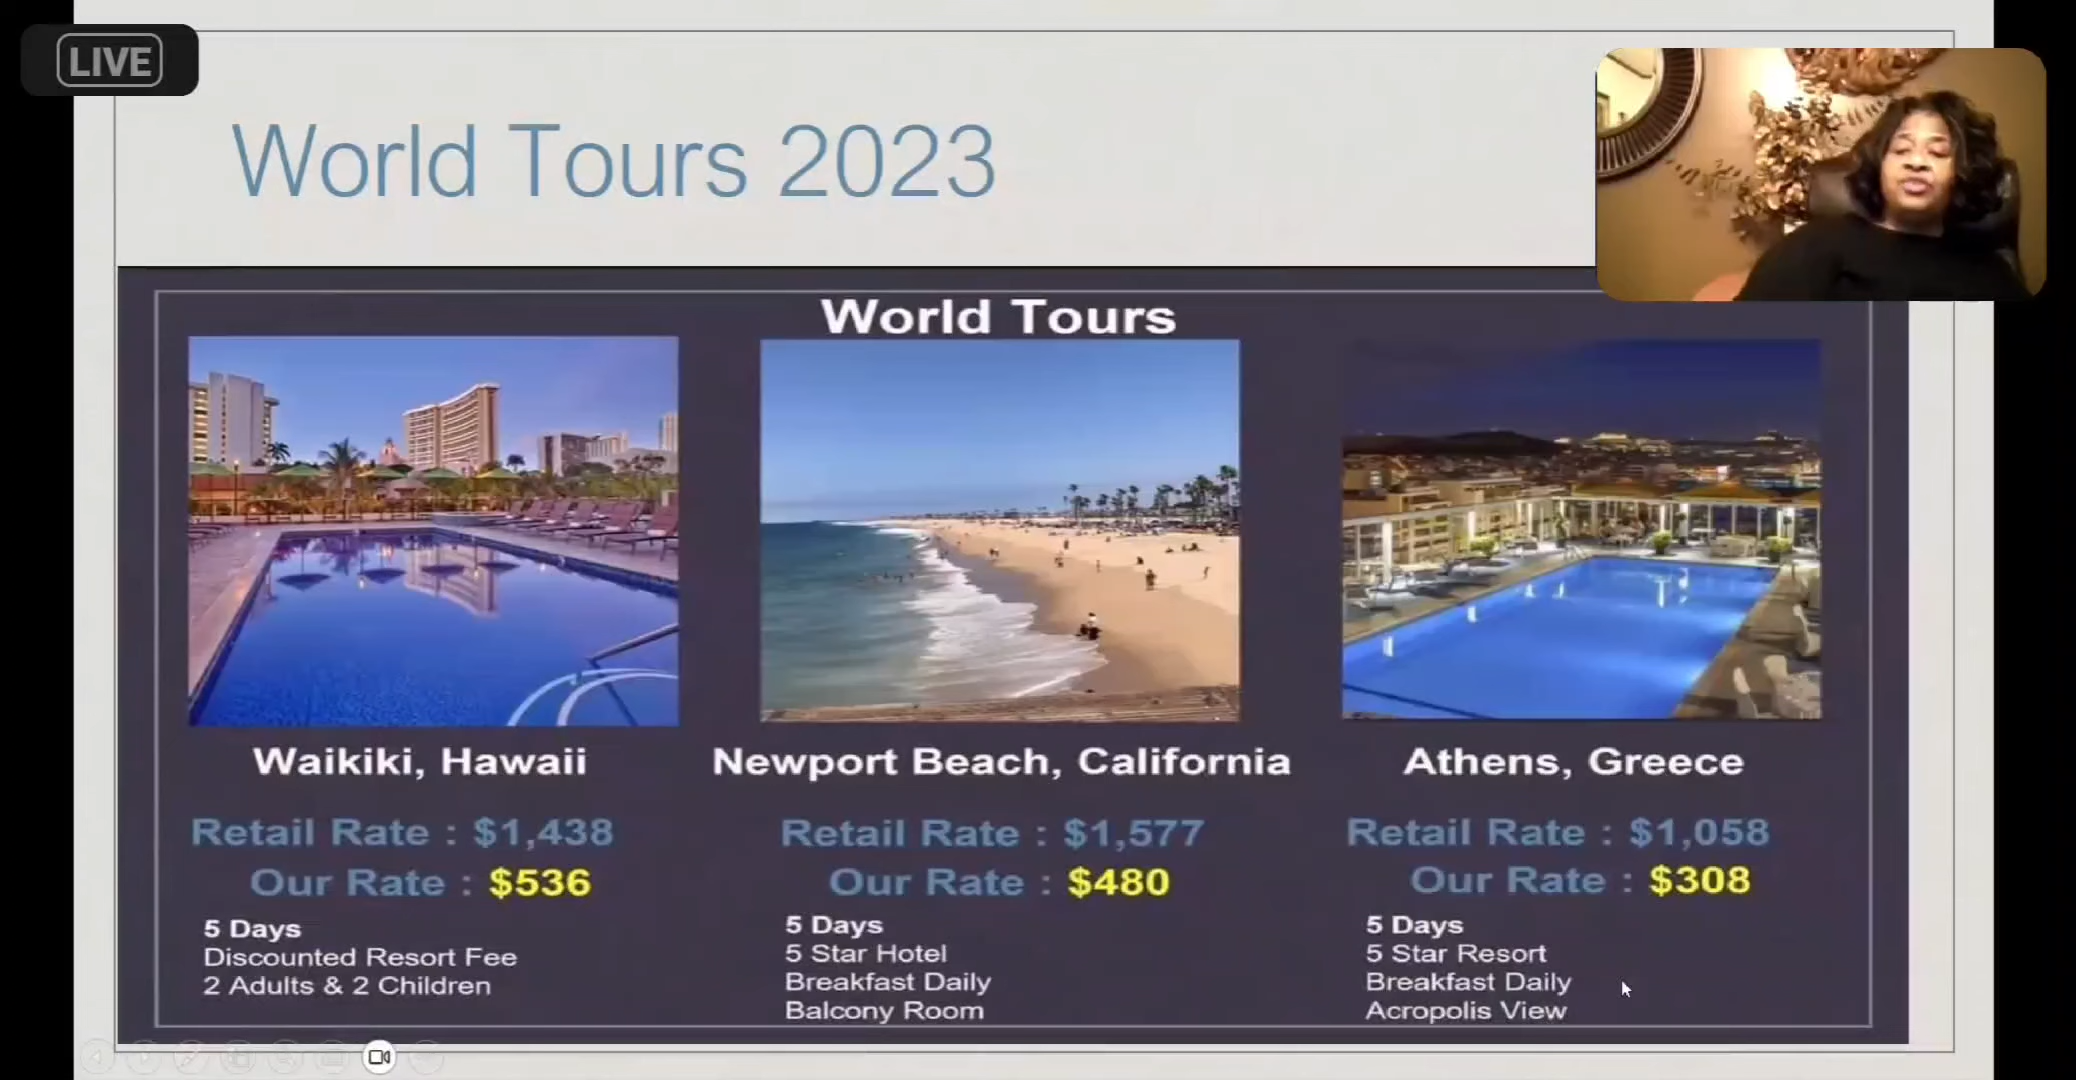 LIVE
World Tours 2023
World Tours
Waikiki, Hawaii
Retail Rate : $1,438
Our Rate : $536
5 Days
Discounted Resort Fee
2 Adults & 2 Children
Newport Beach, California
Retail Rate : $1,577
Our Rate : $480
5 Days
5 Star Hotel
Breakfast Daily
Balcony Room
Athens, Greece
Retail Rate : $1,058
Our Rate : $308
5 Days
5 Star Resort
Breakfast Daily
Acropolis View